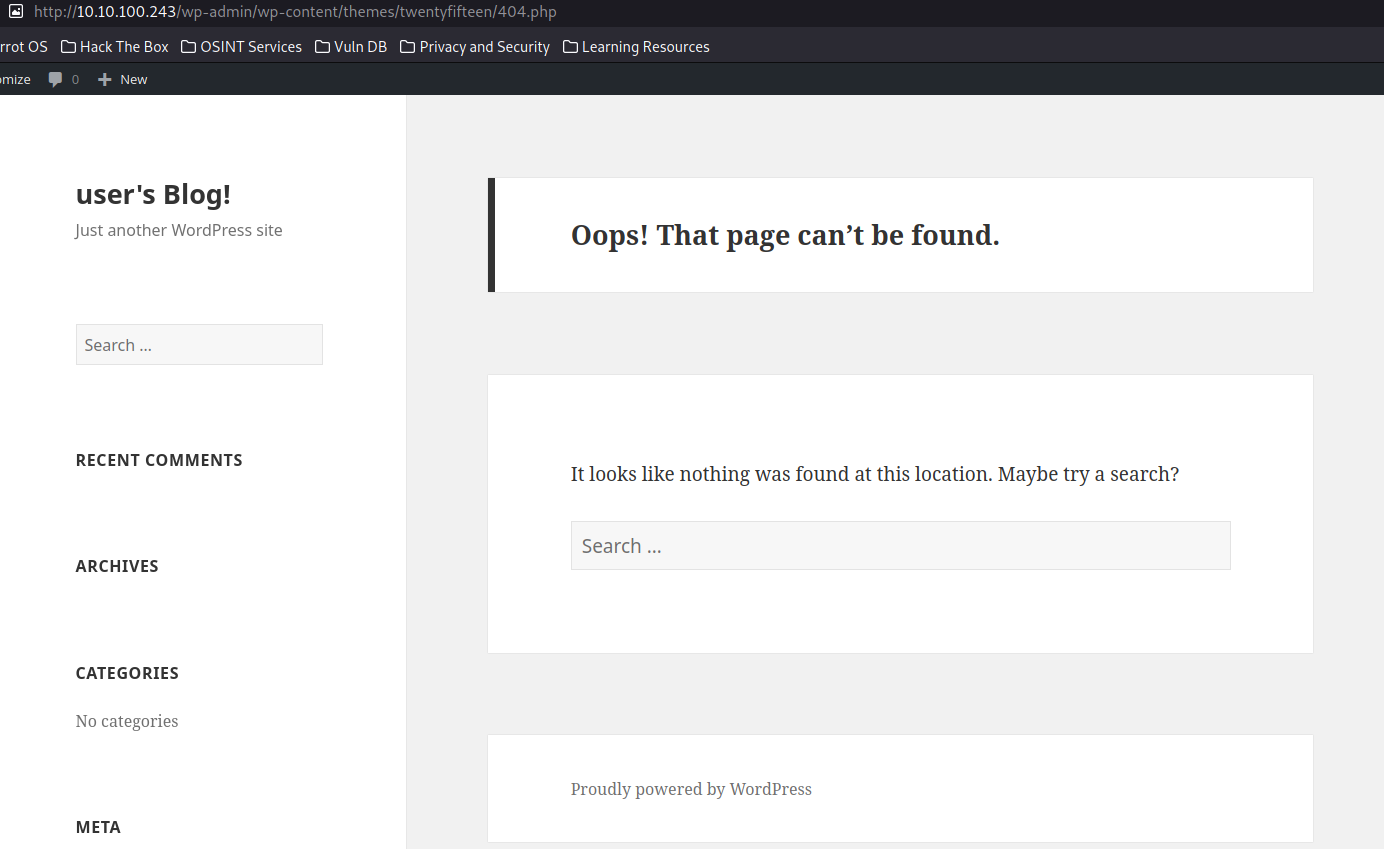 http://10.10.100.243/wp-admin/wp-content/themes/twentyfifteen/404.php
rrot OS Hack The Box OSINT Services Vuln DB Privacy and Security Learning Resources
omize 0 New
user's Blog!
Just another WordPress site
Search ...
RECENT COMMENTS
ARCHIVES
CATEGORIES
No categories
META
Oops! That page can’t be found.
It looks like nothing was found at this location. Maybe try a search?
Search ...
Proudly powered by WordPress